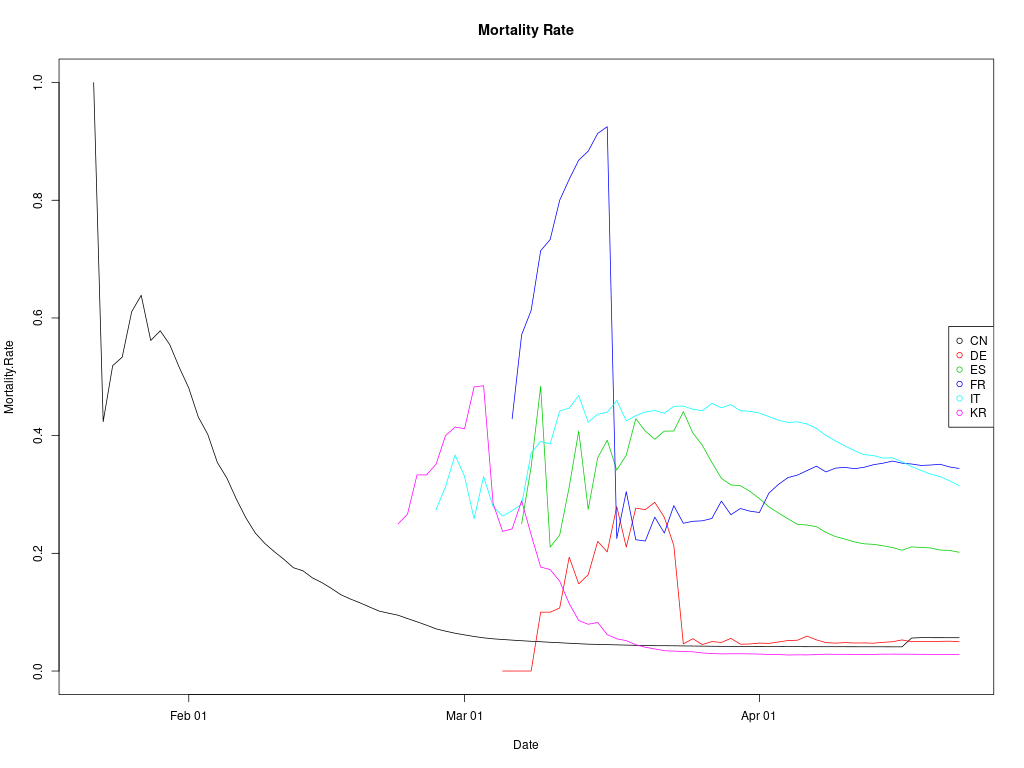 Mortality Rate
Mortality.Rate
1.0
0.8
0.6
0.4
0.2
0.0
CN
DE
ES
FR
IT
KR
Feb 01 Mar 01 Apr 01
Date